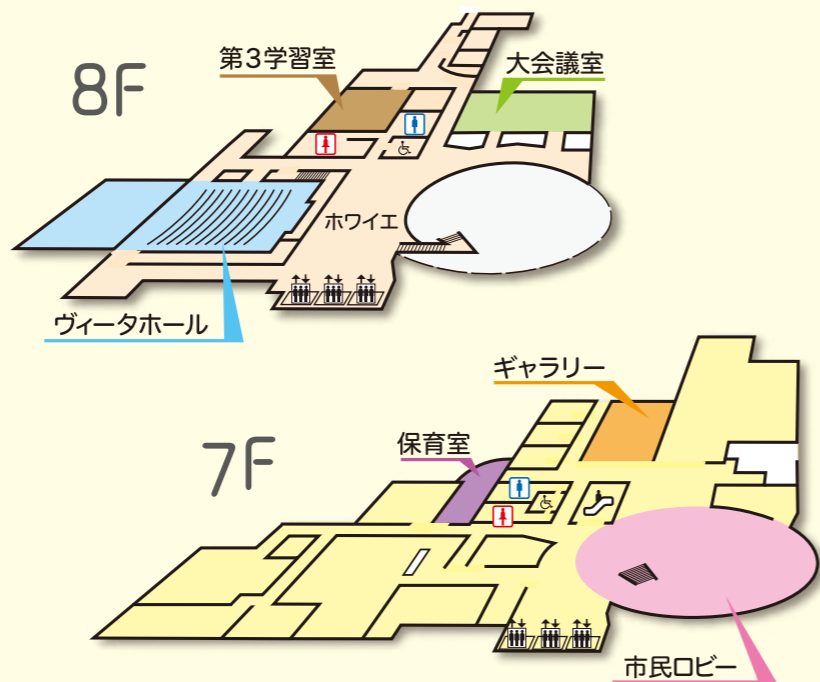 8F
第3学習室
大会議室
ホワイエ
ヴィータホール
7F
ギャラリー
保育室
市民ロビー